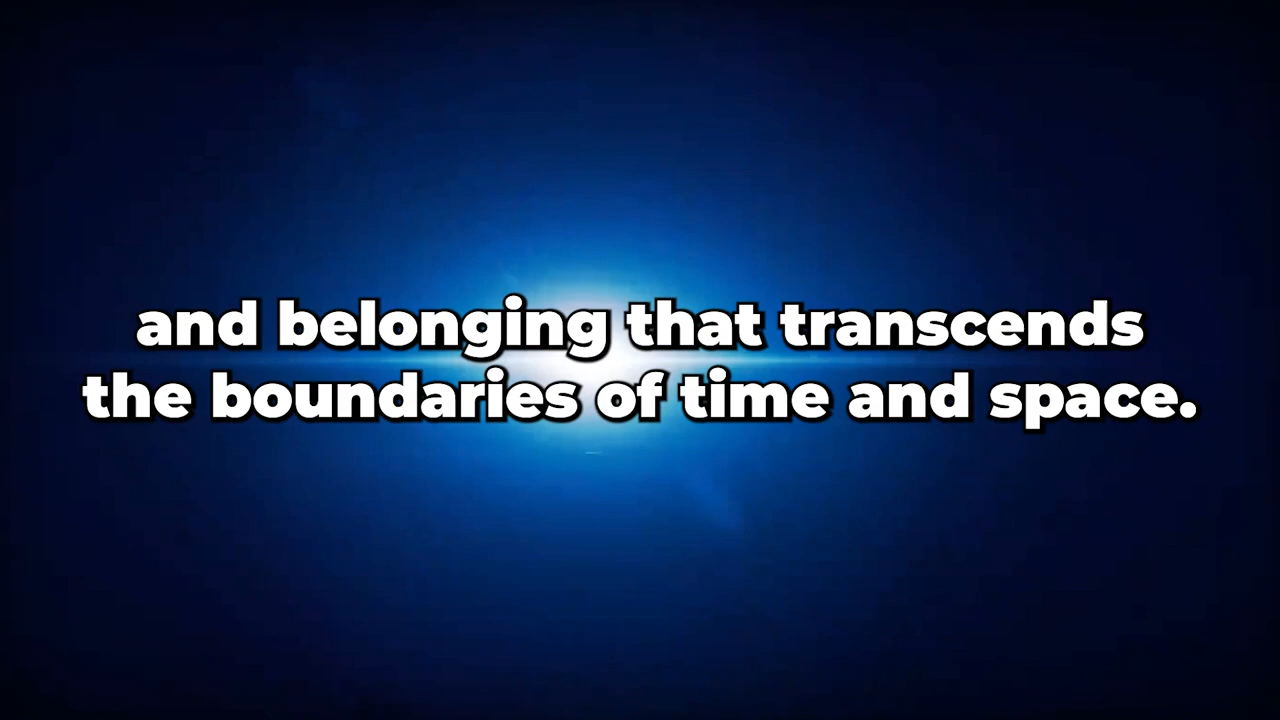 and belonging that transcends
the boundaries of time and space.